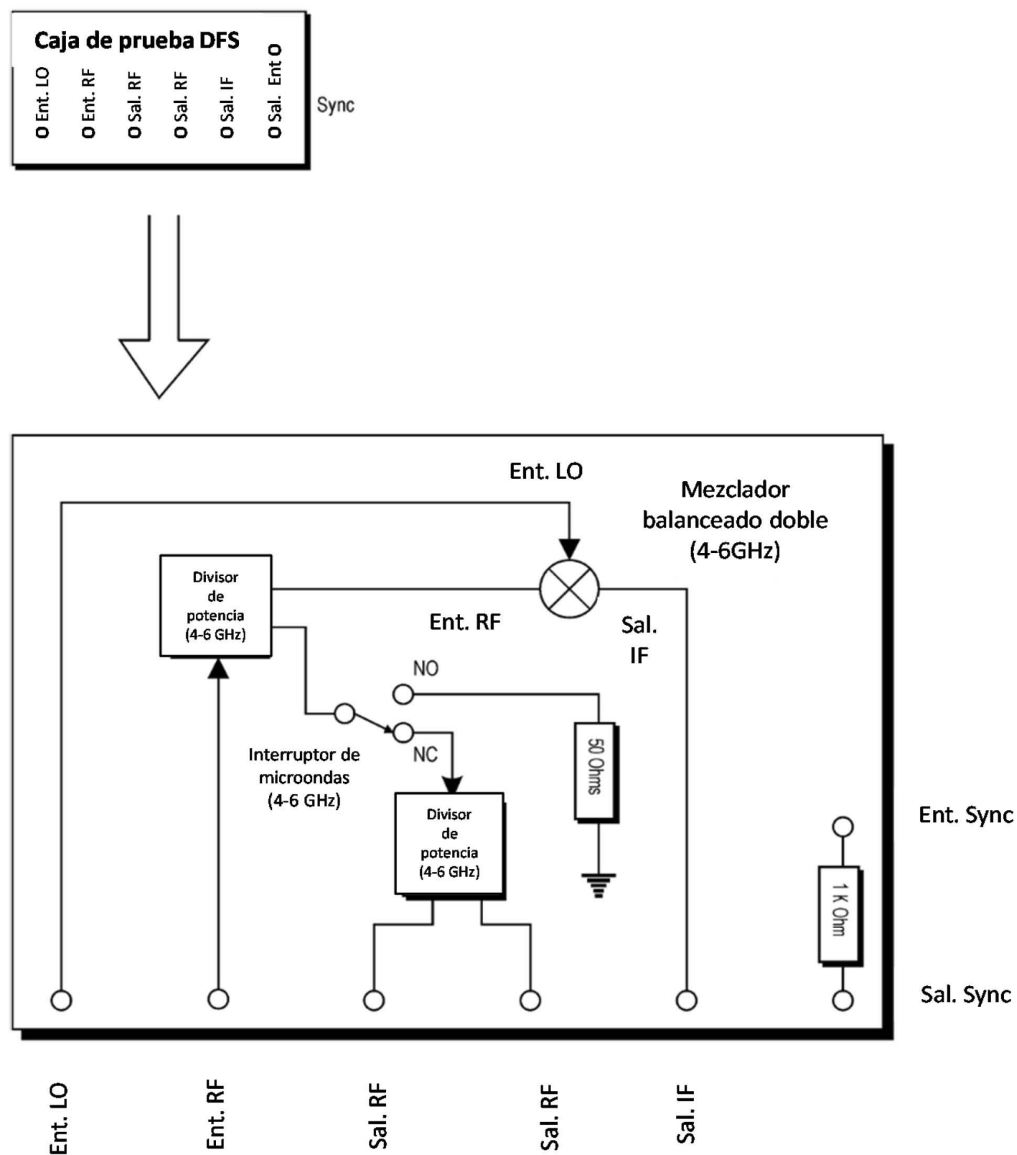 Caja de prueba DFS
O Ent. LO
O Ent. RF
O Sal. RF
O Sal. RF
O Sal. IF
O Sal. Ent O
Sync
Ent. LO
Mezclador
balanceado doble
(4-6GHz)
Divisor
de
potencia
(4-6 GHz)
Ent. RF
Sal.
IF
NO
NC
Interruptor de
microondas
(4-6 GHz)
50 Ohms
Divisor
de
potencia
(4-6 GHz)
Ent. Sync
1 K Ohm
Sal. Sync
Ent. LO
Ent. RF
Sal. RF
Sal. RF
Sal. IF